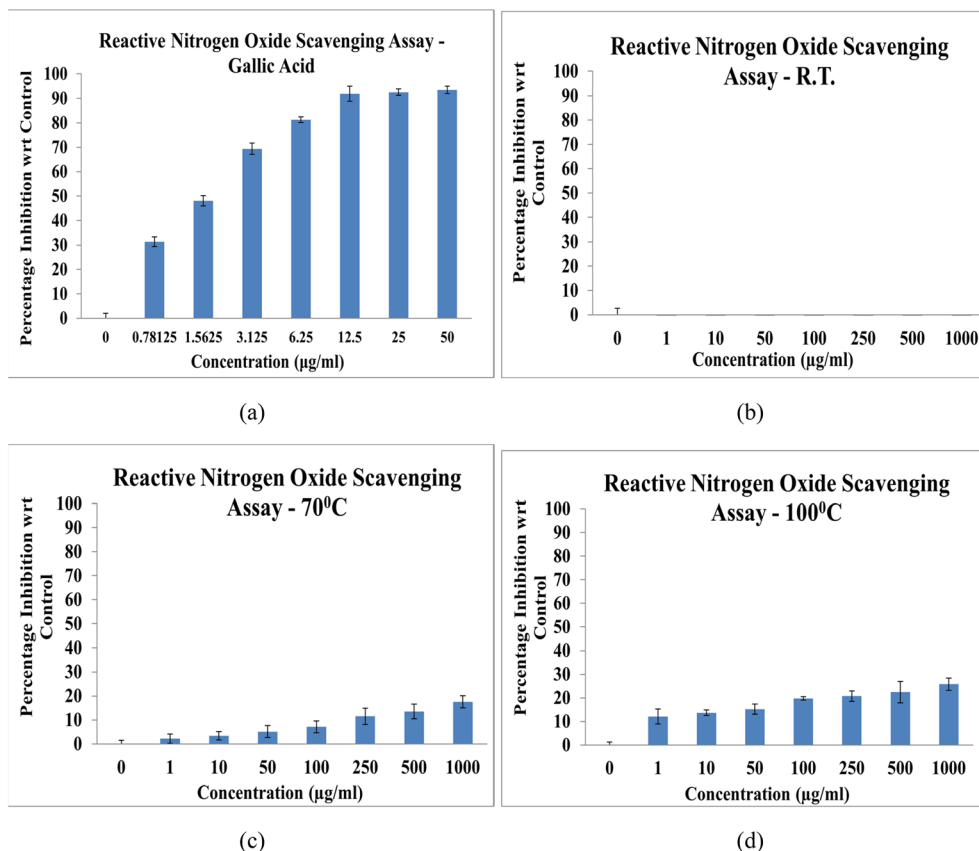 Reactive Nitrogen Oxide Scavenging Assay -
Gallic Acid
Percentage Inhibition wrt Control
100
90
80
70
60
50
40
30
20
10
0
0 0.78125 1.5625 3.125 6.25 12.5 25 50
Concentration (µg/ml)
(a)
Reactive Nitrogen Oxide Scavenging
Assay - R.T.
Percentage Inhibition wrt
Control
100
90
80
70
60
50
40
30
20
10
0
0 1 10 50 100 250 500 1000
Concentration (µg/ml)
(b)
Reactive Nitrogen Oxide Scavenging
Assay - 70⁰C
Percentage Inhibition wrt
Control
100
90
80
70
60
50
40
30
20
10
0
0 1 10 50 100 250 500 1000
Concentration (µg/ml)
(c)
Reactive Nitrogen Oxide Scavenging
Assay - 100⁰C
Percentage Inhibition wrt
Control
100
90
80
70
60
50
40
30
20
10
0
0 1 10 50 100 250 500 1000
Concentration (µg/ml)
(d)